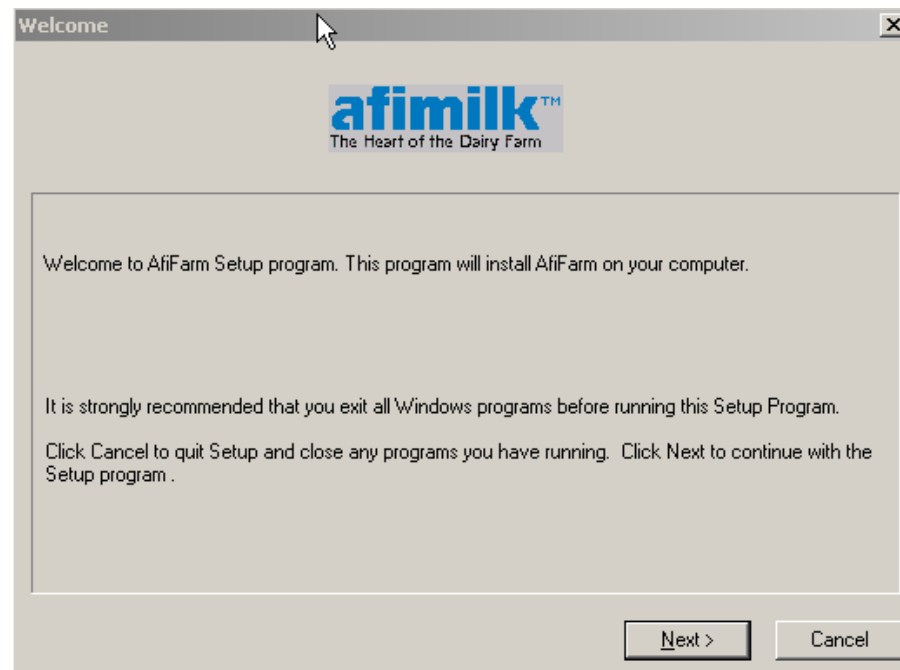 Welcome
afimilk™
The Heart of the Dairy Farm
Welcome to AfiFarm Setup program. This program will install AfiFarm on your computer.
It is strongly recommended that you exit all Windows programs before running this Setup Program.
Click Cancel to quit Setup and close any programs you have running.  Click Next to continue with the
Setup program .
Next >
Cancel